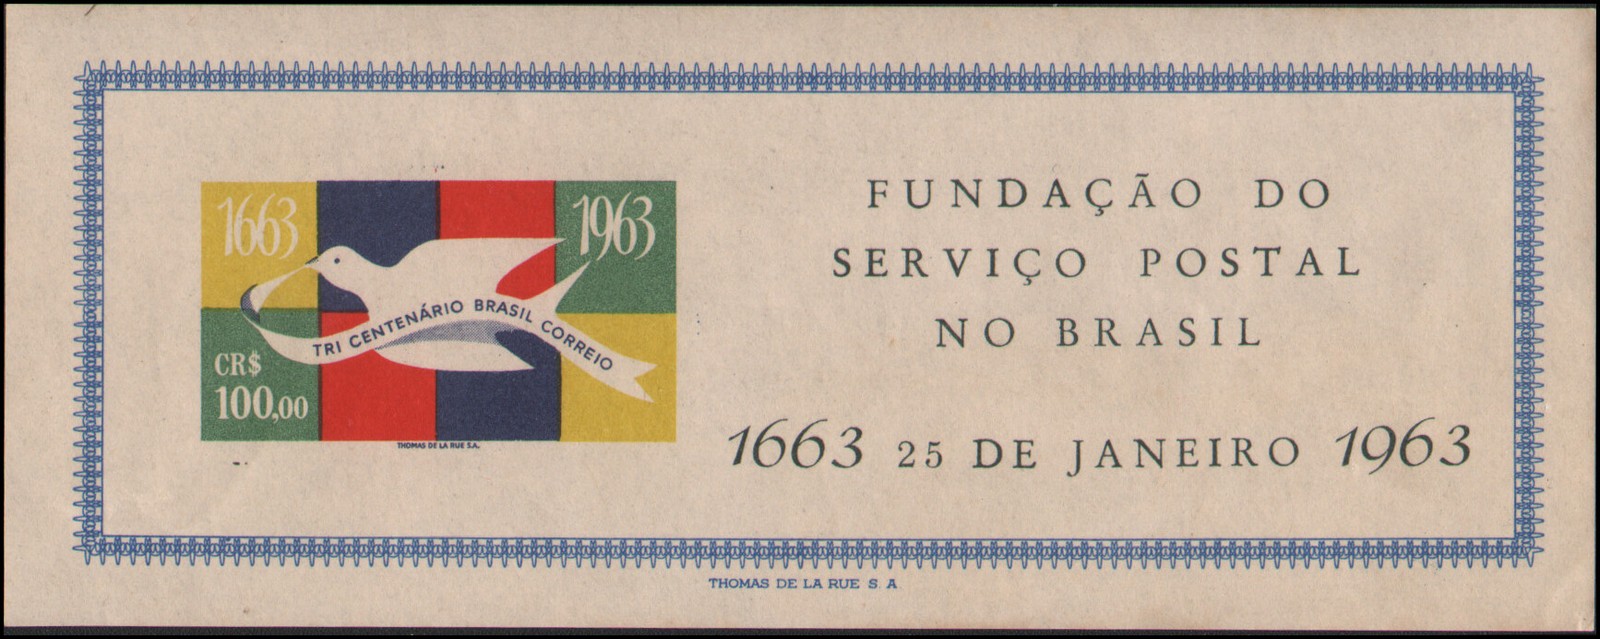 1663
1963
TRI CENTENÁRIO BRASIL CORREIO
CR$
100,00
THOMAS DE LA RUE S.A.
FUNDAÇÃO DO
SERVIÇO POSTAL
NO BRASIL
1663 25 DE JANEIRO 1963
THOMAS DE LA RUE S. A